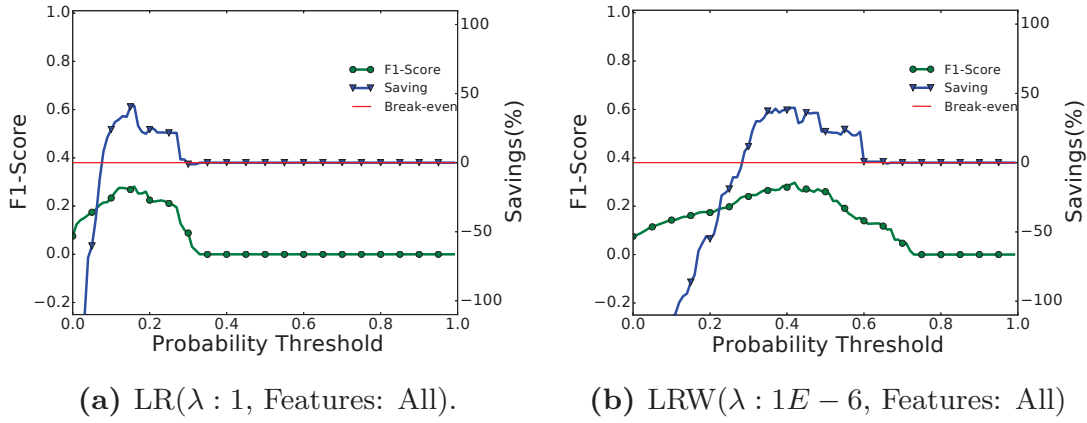 1.0
0.8
0.6
0.4
0.2
0.0
−0.2
F1-Score
100
50
0
−50
−100
Savings(%)
F1-Score
Saving
Break-even
0.0 0.2 0.4 0.6 0.8 1.0
Probability Threshold
(a) LR(λ : 1, Features: All).
1.0
0.8
0.6
0.4
0.2
0.0
−0.2
F1-Score
100
50
0
−50
−100
Savings(%)
F1-Score
Saving
Break-even
0.0 0.2 0.4 0.6 0.8 1.0
Probability Threshold
(b) LRW(λ : 1E − 6, Features: All)